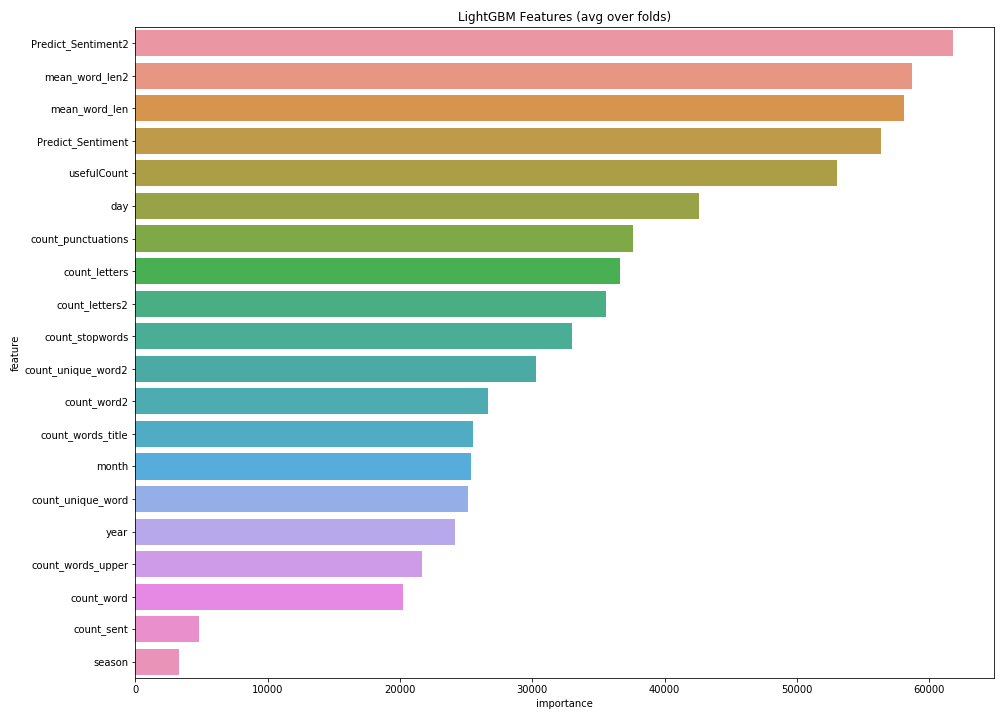 LightGBM Features (avg over folds)
Predict_Sentiment2
mean_word_len2
mean_word_len
Predict_Sentiment
usefulCount
day
count_punctuations
count_letters
count_letters2
count_stopwords
feature
count_unique_word2
count_word2
count_words_title
month
count_unique_word
year
count_words_upper
count_word
count_sent
season
0 10000 20000 30000 40000 50000 60000
importance